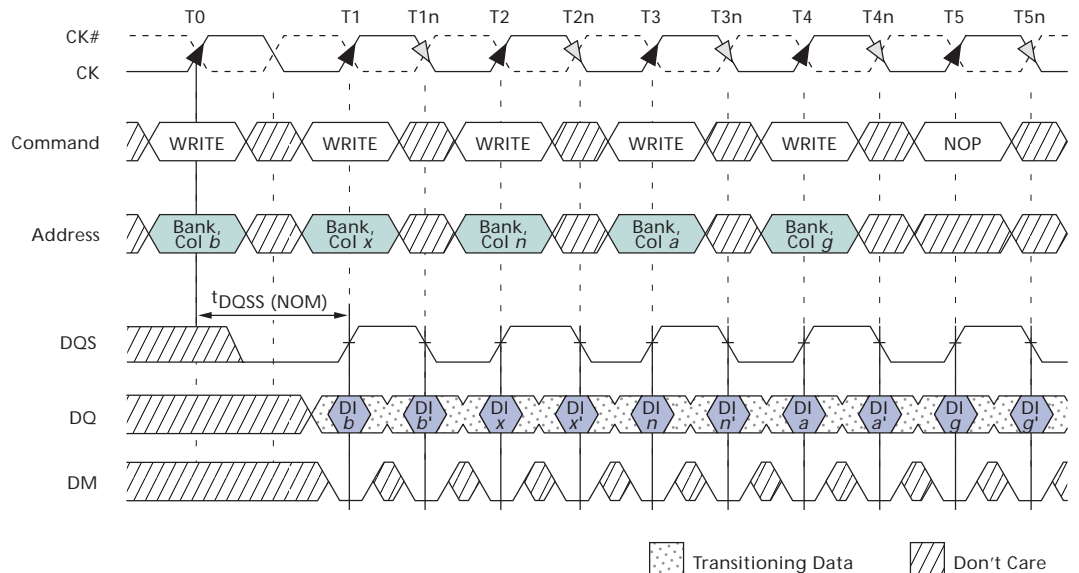 T0 T1 T1n T2 T2n T3 T3n T4 T4n T5 T5n
CK#
CK
Command WRITE WRITE WRITE WRITE WRITE NOP
Address Bank, Col b Bank, Col x Bank, Col n Bank, Col a Bank, Col g
tDQSS (NOM)
DQS
DQ DI b DI b' DI x DI x' DI n DI n' DI a DI a' DI g DI g'
DM
Transitioning Data Don't Care